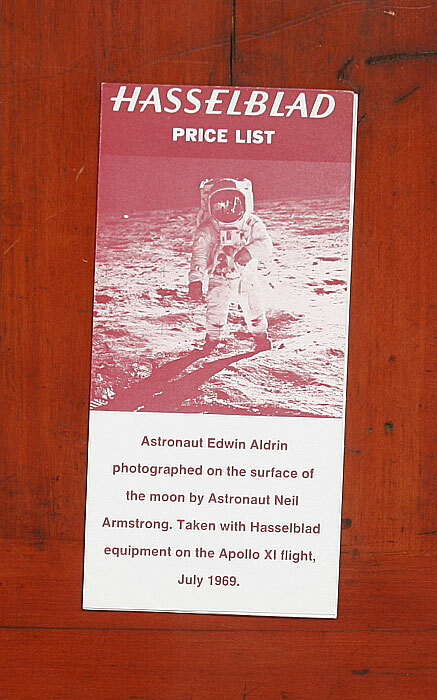 HASSELBLAD
PRICE LIST
Astronaut Edwin Aldrin
photographed on the surface of
the moon by Astronaut Neil
Armstrong. Taken with Hasselblad
equipment on the Apollo XI flight,
July 1969.